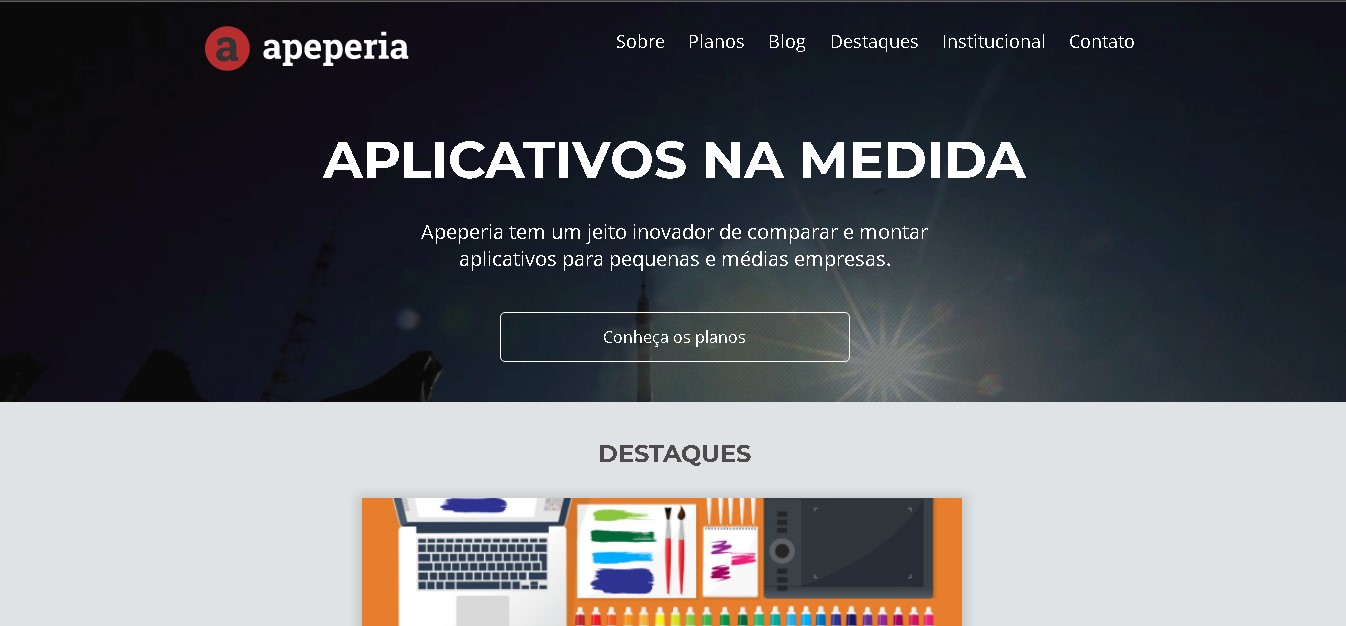 a apeperia
Sobre Planos Blog Destaques Institucional Contato
APLICATIVOS NA MEDIDA
Apeperia tem um jeito inovador de comparar e montar
aplicativos para pequenas e médias empresas.
Conheça os planos
DESTAQUES